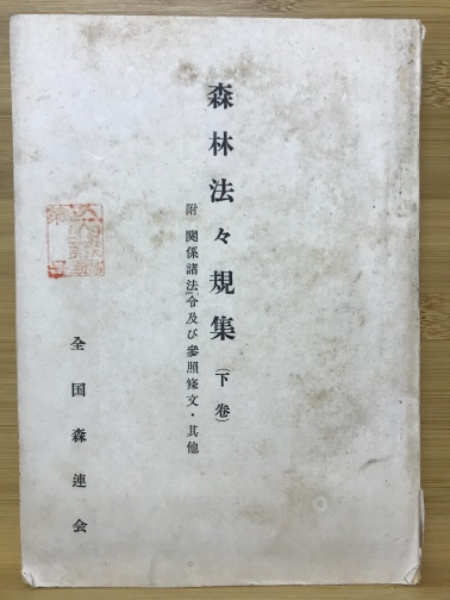 森林法々規集（下巻）
附 関係諸法令及び参照條文・其他
全国森連会